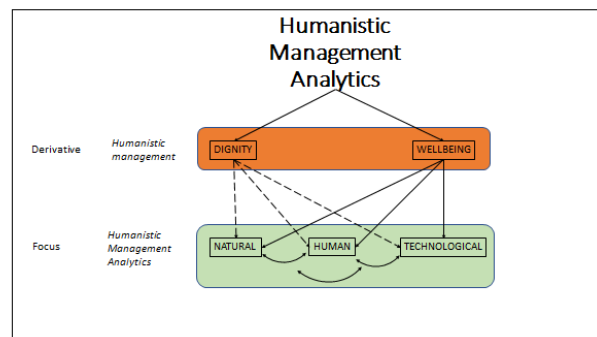 Humanistic
Management
Analytics
Derivative
Humanistic
management
DIGNITY
WELLBEING
Focus
Humanistic
Management
Analytics
NATURAL
HUMAN
TECHNOLOGICAL